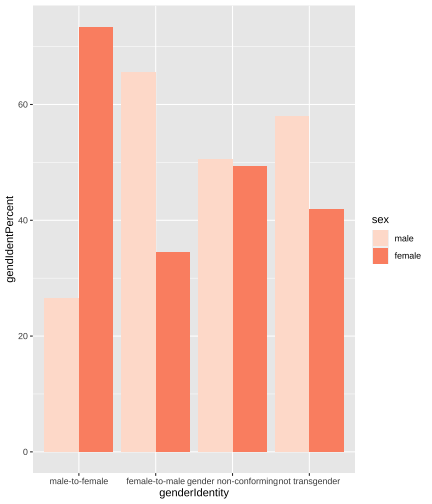 60
40
20
0
gendIdentPercent
male-to-female
female-to-male
gender non-conforming
not transgender
genderIdentity
sex
male
female